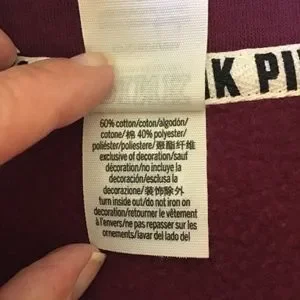 NK PI
60% cotton/coton/algodón/
cotone/棉 40% polyester/
poliéster/poliestere/聚酯纤维
exclusive of decoration/sauf
décoration/no incluye la
decoración/esclusa la
decorazione/装饰除外
turn inside out/do not iron on
decoration/retourner le vêtement
à l'envers/ne pas repasser sur les
ornements/lavar del lado del